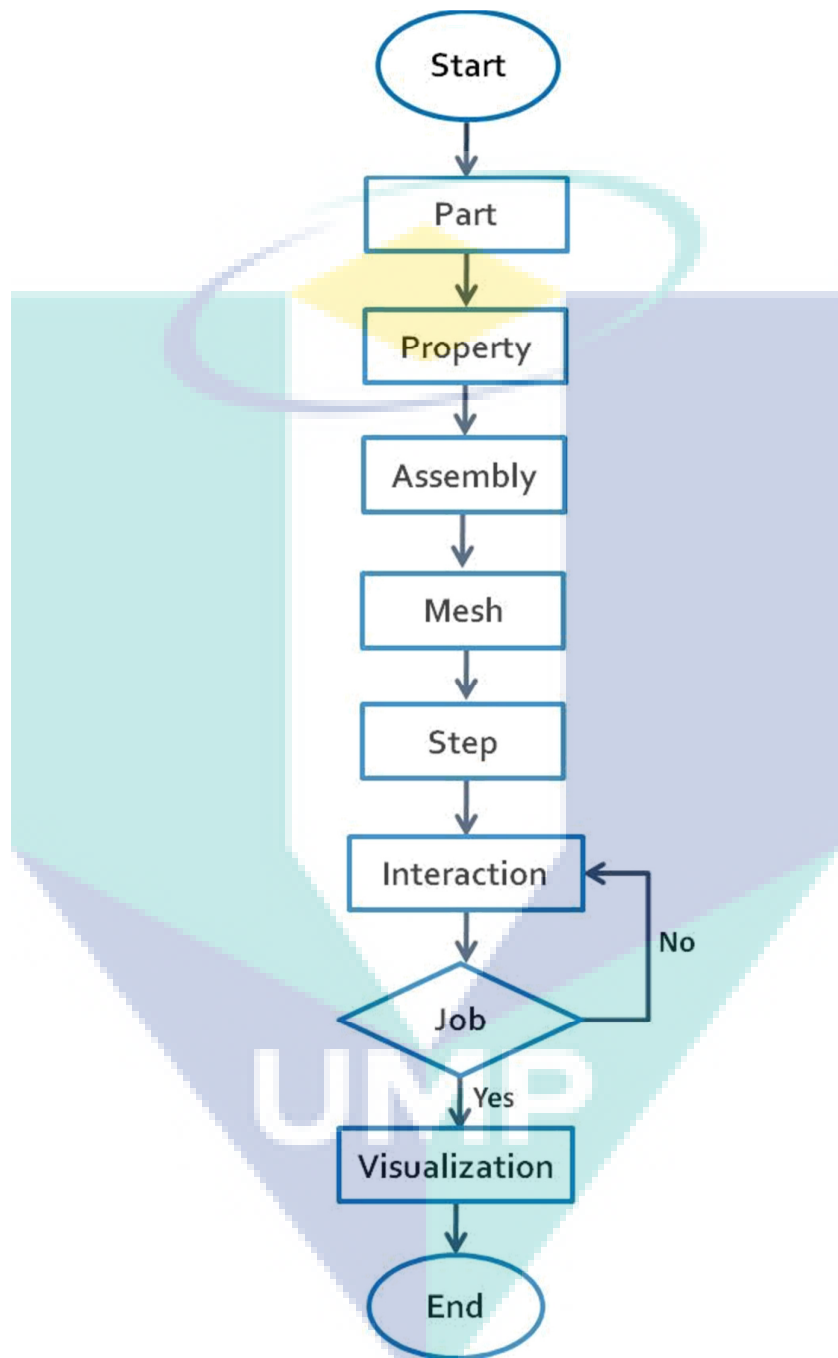 Start
Part
Property
Assembly
Mesh
Step
Interaction
No
Job
UMP
Yes
Visualization
End